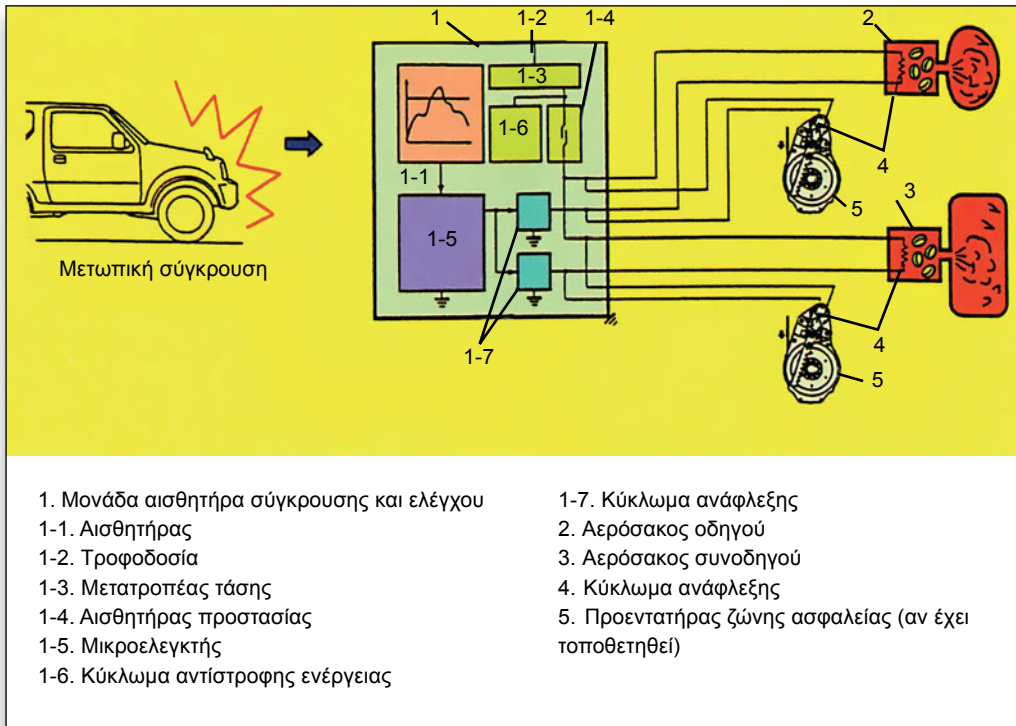 1
1-2
1-4
2
1-3
1-6
1-1
4
5
3
1-5
Μετωπική σύγκρουση
1-7
4
5
1. Μονάδα αισθητήρα σύγκρουσης και ελέγχου
1-1. Αισθητήρας
1-2. Τροφοδοσία
1-3. Μετατροπέας τάσης
1-4. Αισθητήρας προστασίας
1-5. Μικροελεγκτής
1-6. Κύκλωμα αντίστροφης ενέργειας
1-7. Κύκλωμα ανάφλεξης
2. Αερόσακος οδηγού
3. Αερόσακος συνοδηγού
4. Κύκλωμα ανάφλεξης
5. Προεντατήρας ζώνης ασφαλείας (αν έχει
τοποθετηθεί)